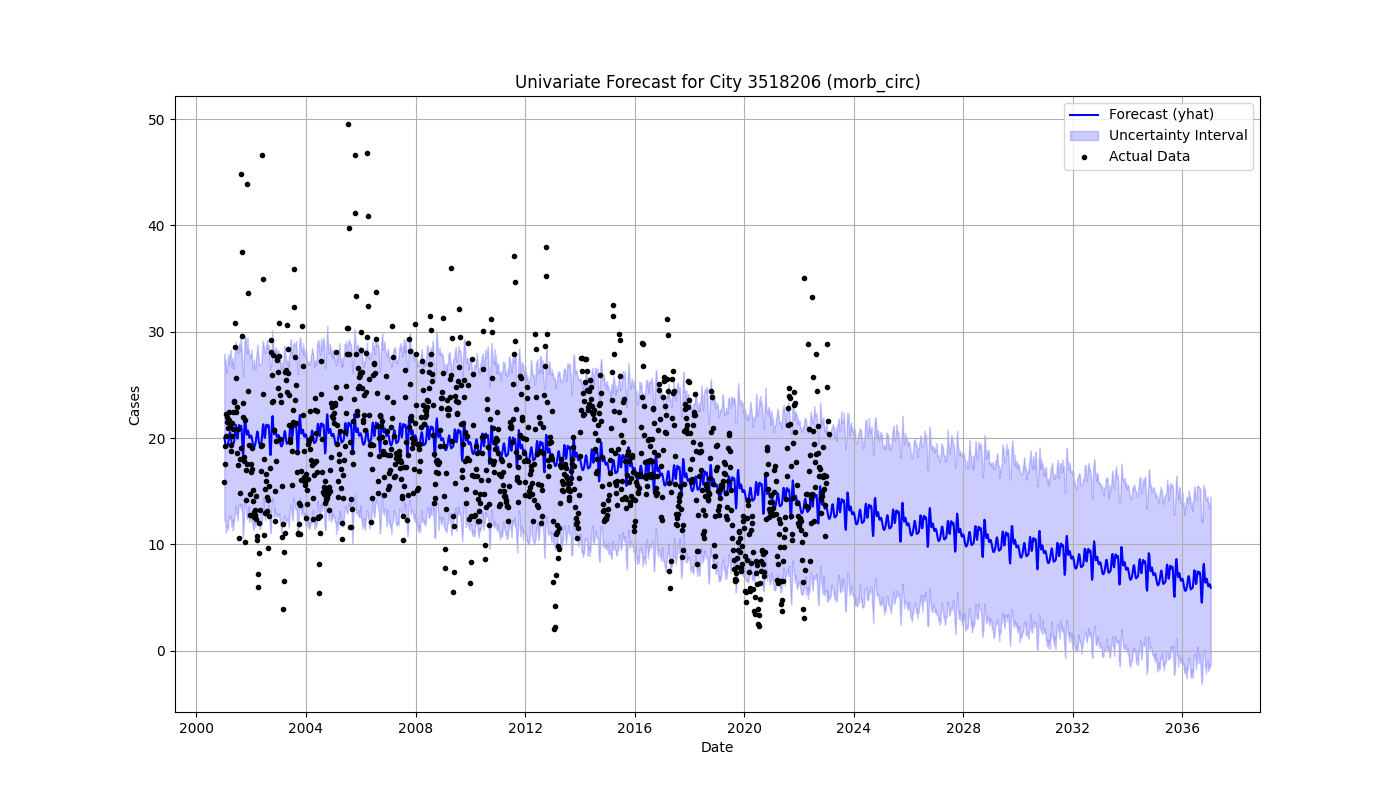 Univariate Forecast for City 3518206 (morb_circ)
Forecast (yhat)
Uncertainty Interval
Actual Data
Cases
50
40
30
20
10
0
2000 2004 2008 2012 2016 2020 2024 2028 2032 2036
Date